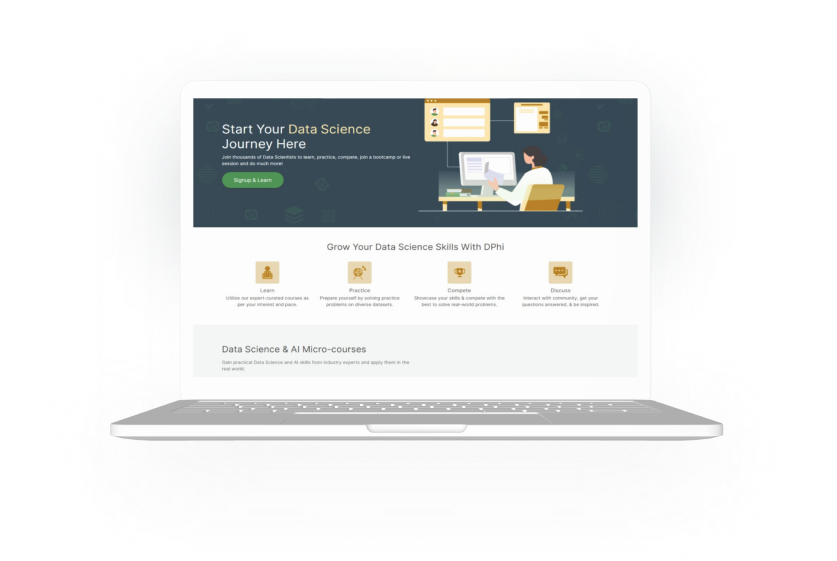 Start Your Data Science
Journey Here
Join thousands of Data Scientists to learn, practice, compete, join a bootcamp or live
session and do much more!
Signup & Learn
Grow Your Data Science Skills With DPhi
Learn
Practice
Compete
Discuss
Utilise our expert-curated courses as
per your interest and pace.
Prepare yourself by solving practice
problems on diverse datasets.
Showcase your skills & compete with the
best to solve real-world problems.
Interact with community, get your
questions answered, & be inspired.
Data Science & AI Micro-courses
Gain practical Data Science and AI skills from industry experts and apply them in the
real world.